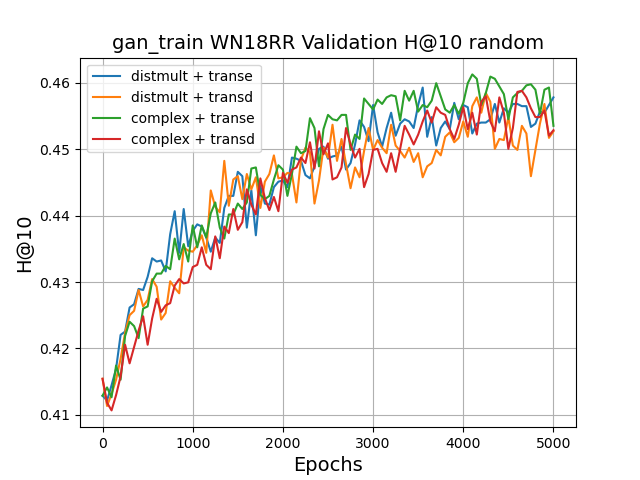 gan_train WN18RR Validation H@10 random
distmult + transe
distmult + transd
complex + transe
complex + transd
0.46
0.45
0.44
0.43
0.42
0.41
H@10
0
1000
2000
3000
4000
5000
Epochs